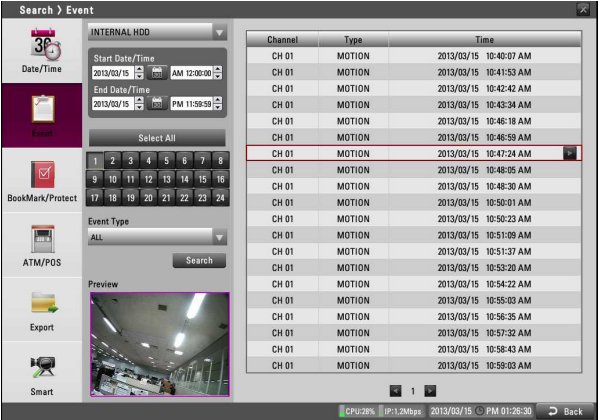 Search 〉 Event
Date/Time
Event
BookMark/Protect
ATM/POS
Export
Smart
INTERNAL HDD
Start Date/Time
2013/03/15 AM 12:00:00
End Date/Time
2013/03/15 PM 11:59:59
Select All
1 2 3 4 5 6 7 8
9 10 11 12 13 14 15 16
17 18 19 20 21 22 23 24
Event Type
ALL
Search
Preview
Channel Type Time
CH 01 MOTION 2013/03/15 10:40:07 AM
CH 01 MOTION 2013/03/15 10:41:53 AM
CH 01 MOTION 2013/03/15 10:42:42 AM
CH 01 MOTION 2013/03/15 10:43:34 AM
CH 01 MOTION 2013/03/15 10:46:18 AM
CH 01 MOTION 2013/03/15 10:46:59 AM
CH 01 MOTION 2013/03/15 10:47:24 AM
CH 01 MOTION 2013/03/15 10:48:05 AM
CH 01 MOTION 2013/03/15 10:48:30 AM
CH 01 MOTION 2013/03/15 10:50:01 AM
CH 01 MOTION 2013/03/15 10:50:23 AM
CH 01 MOTION 2013/03/15 10:51:09 AM
CH 01 MOTION 2013/03/15 10:51:37 AM
CH 01 MOTION 2013/03/15 10:53:20 AM
CH 01 MOTION 2013/03/15 10:54:22 AM
CH 01 MOTION 2013/03/15 10:55:03 AM
CH 01 MOTION 2013/03/15 10:56:35 AM
CH 01 MOTION 2013/03/15 10:57:32 AM
CH 01 MOTION 2013/03/15 10:58:43 AM
CH 01 MOTION 2013/03/15 10:59:03 AM
1
CPU:28% IP:1,2Mbps 2013/03/15 PM 01:26:30 Back